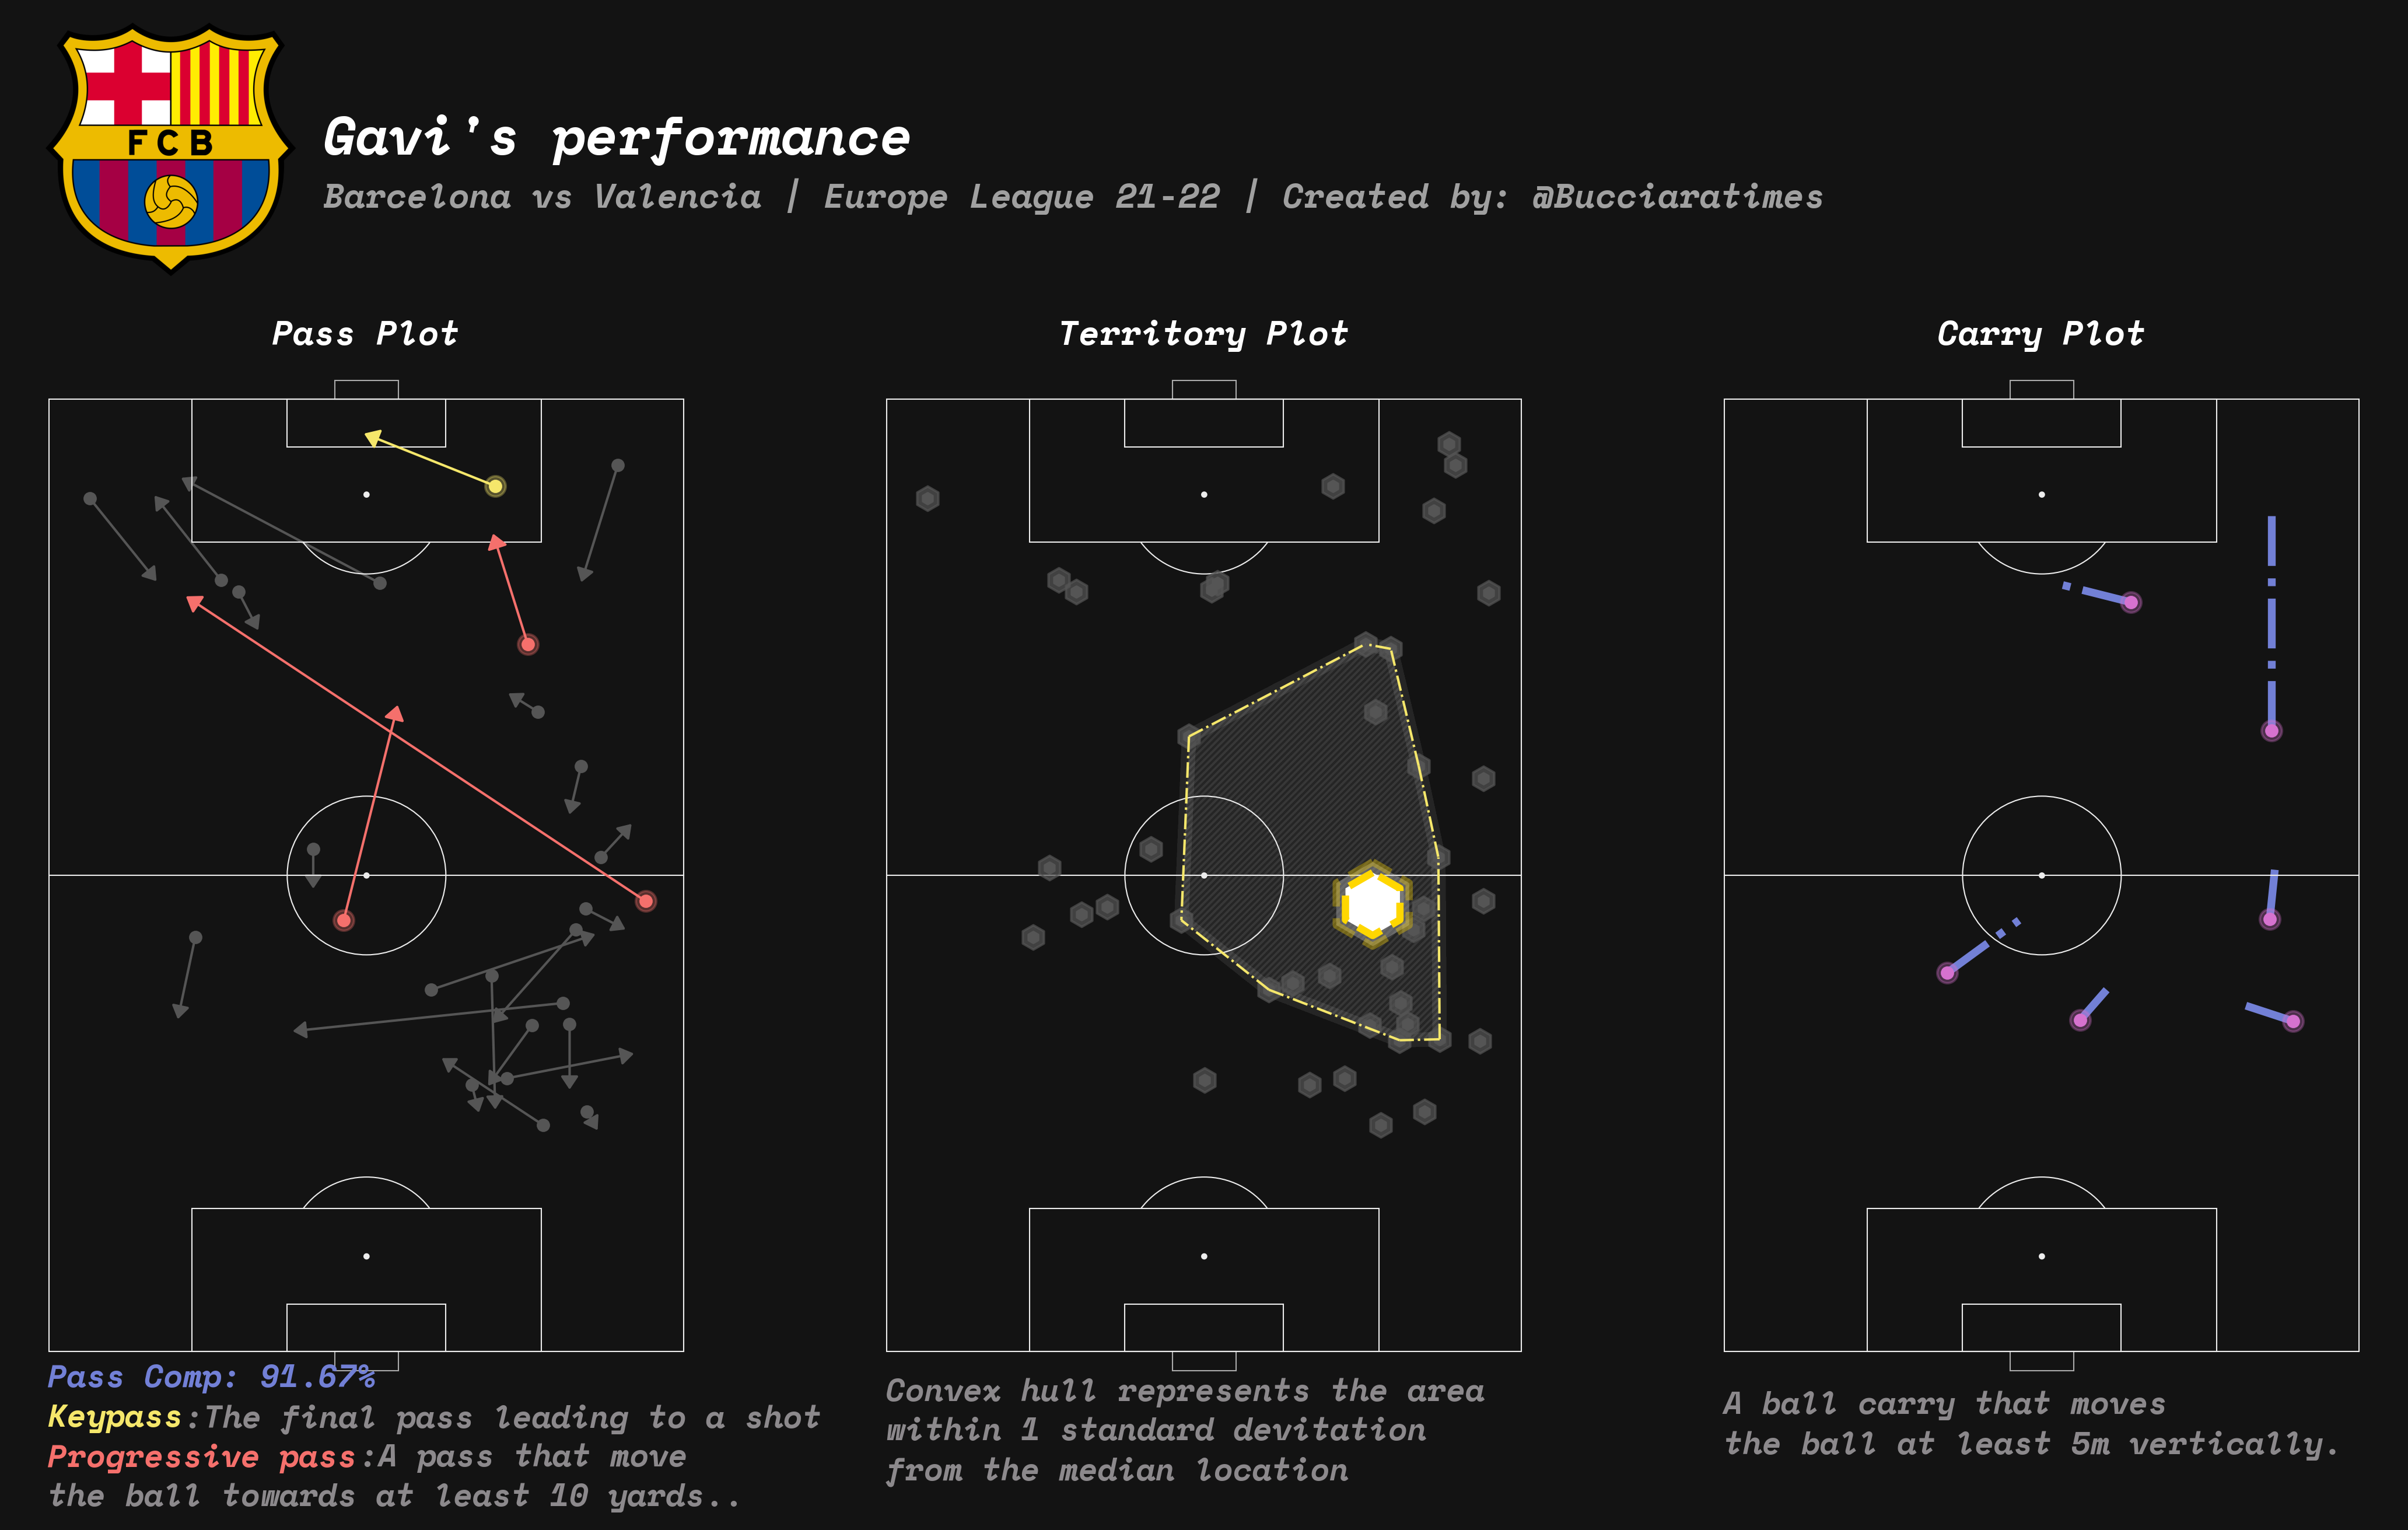 FCB
Gavi's performance
Barcelona vs Valencia | Europe League 21-22 | Created by: @Bucciaratimes
Pass Plot
Territory Plot
Carry Plot
Pass Comp: 91.67%
Keypass:The final pass leading to a shot
Progressive pass:A pass that move
the ball towards at least 10 yards..
Convex hull represents the area
within 1 standard devitation
from the median location
A ball carry that moves
the ball at least 5m vertically.